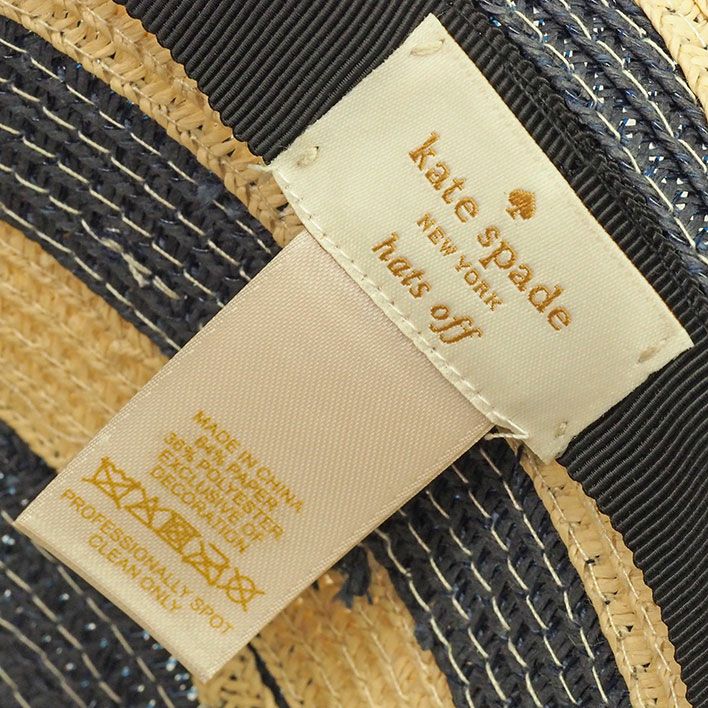 kate spade
NEW YORK
hats off
MADE IN CHINA
64% PAPER
36% POLYESTER
EXCLUSIVE OF
DECORATION
PROFESSIONALLY SPOT
CLEAN ONLY